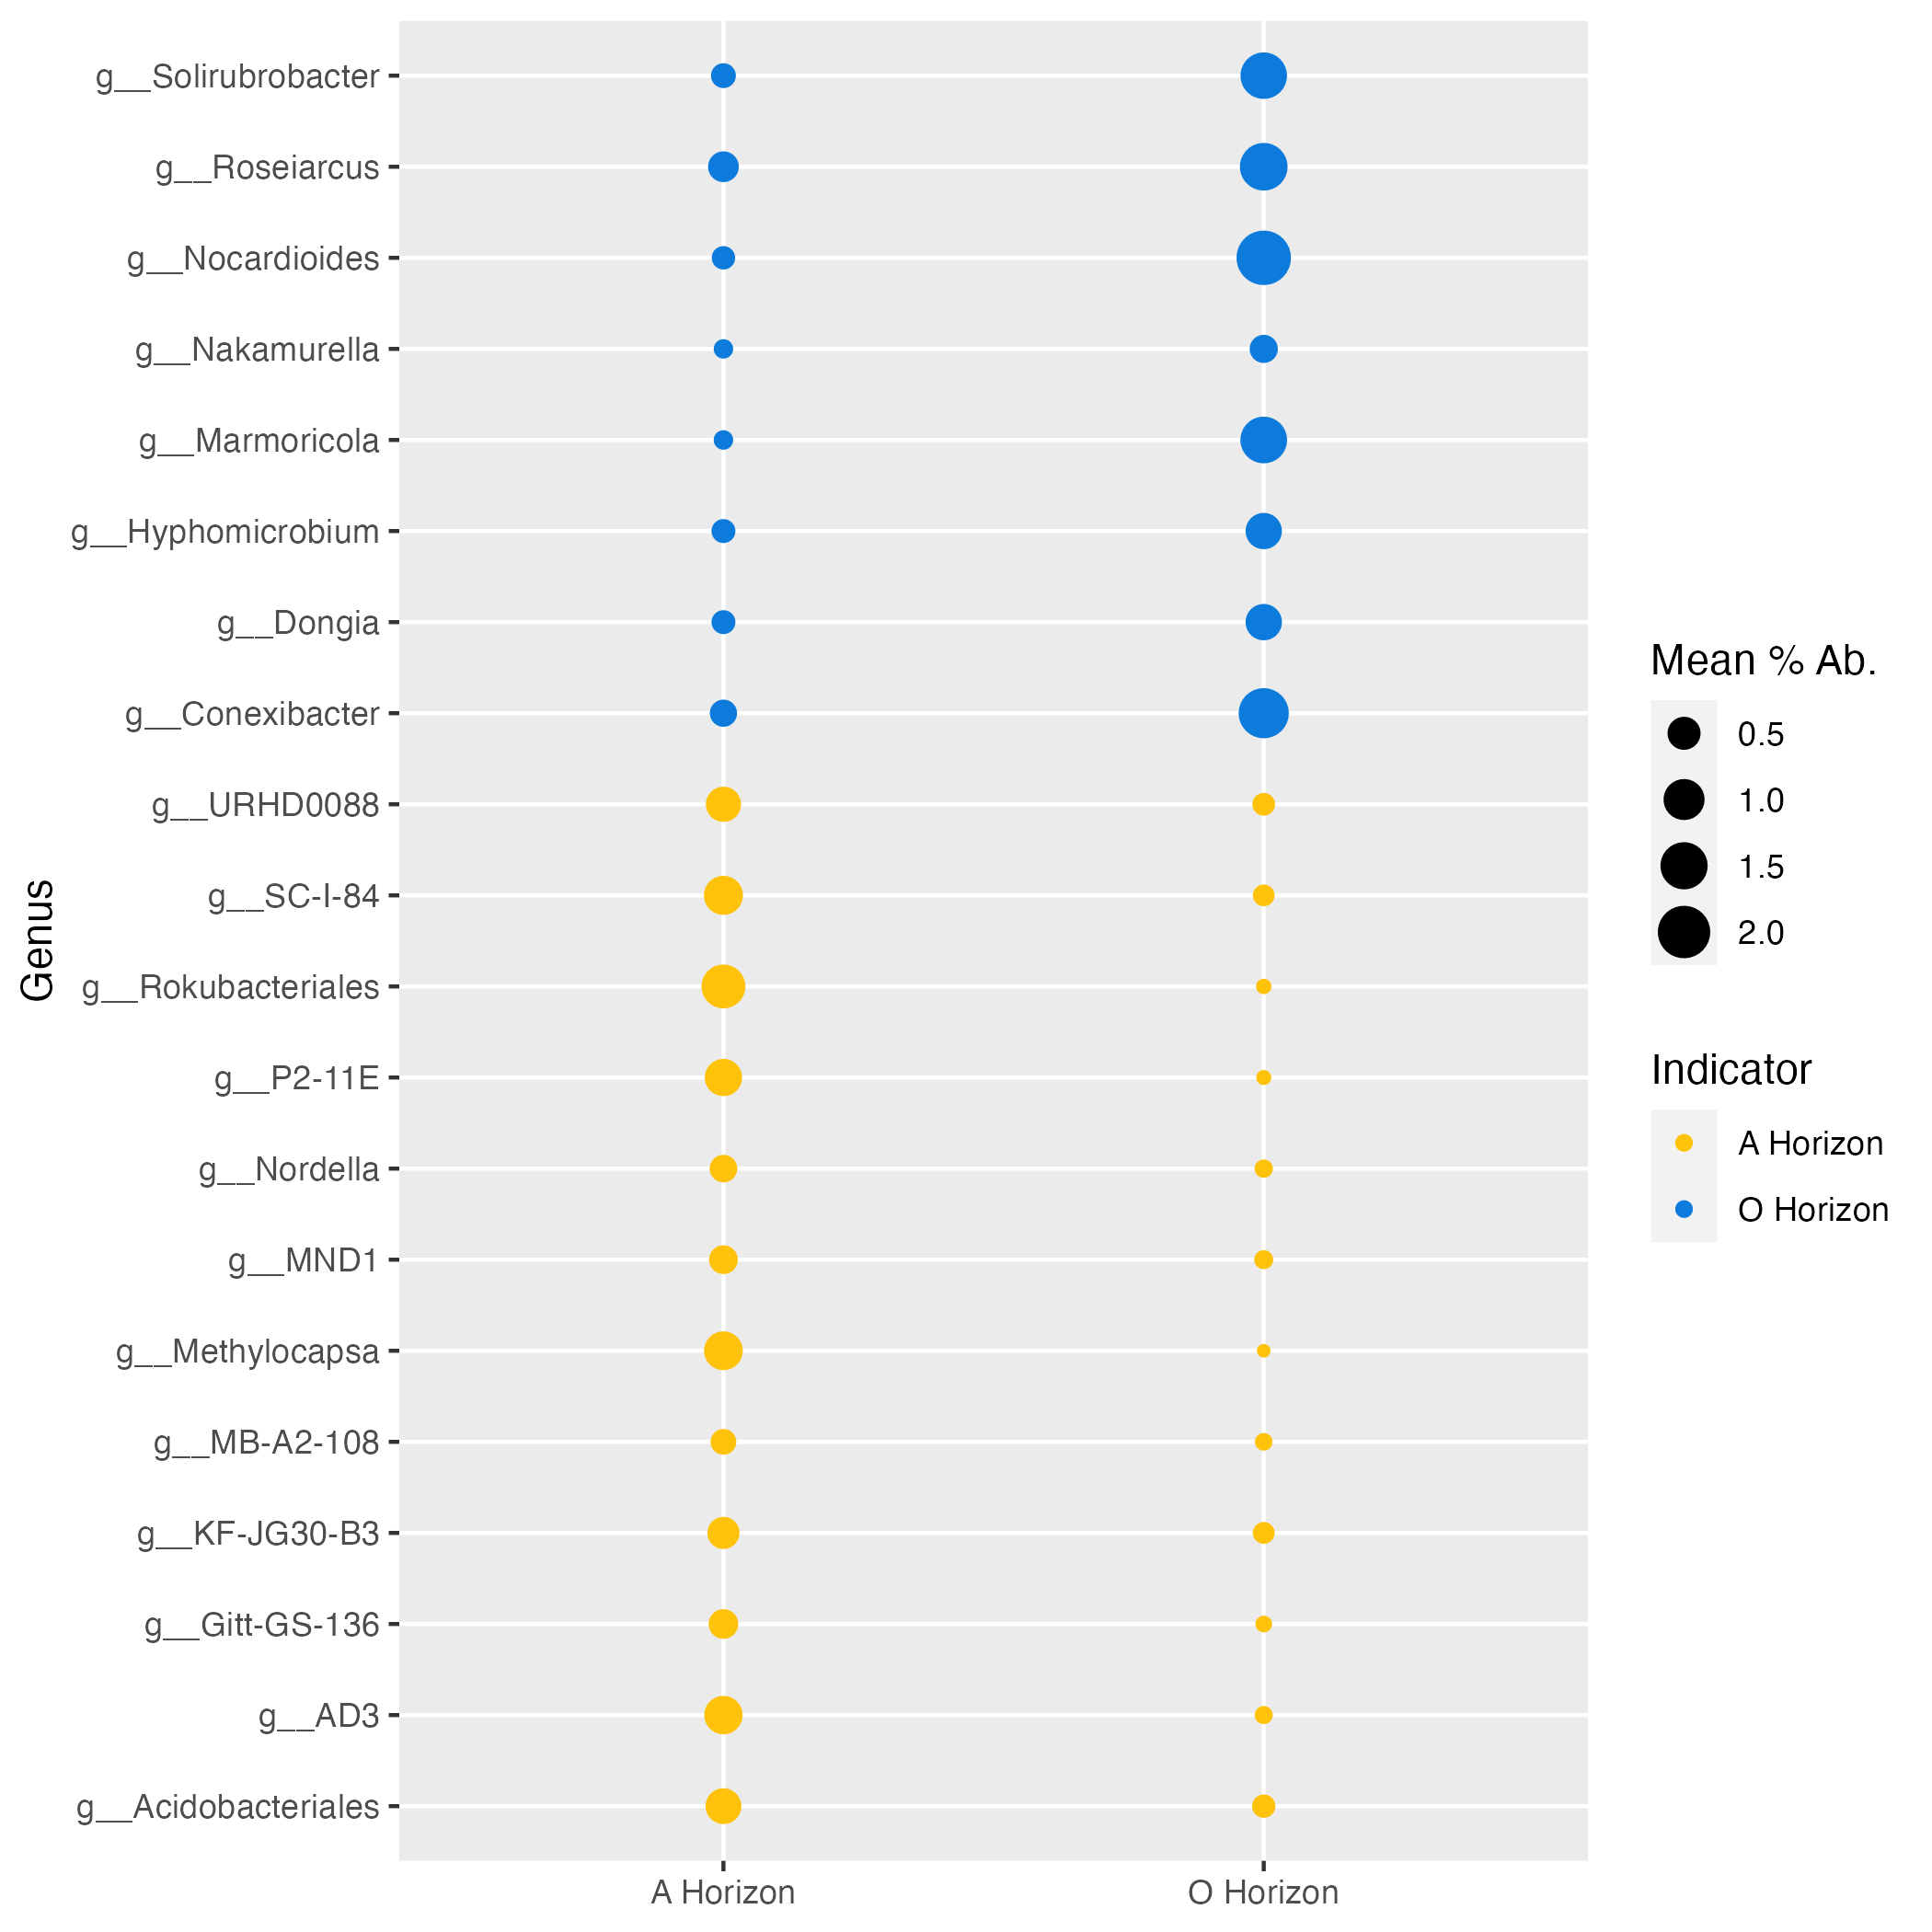 g__Solirubrobacter
g__Roseiarcus
g__Nocardioides
g__Nakamurella
g__Marmoricola
g__Hyphomicrobium
g__Dongia
g__Conexibacter
g__URHD0088
g__SC-I-84
g__Rokubacteriales
g__P2-11E
g__Nordella
g__MND1
g__Methylocapsa
g__MB-A2-108
g__KF-JG30-B3
g__Gitt-GS-136
g__AD3
g__Acidobacteriales
Genus
A Horizon
O Horizon
Mean % Ab.
0.5
1.0
1.5
2.0
Indicator
A Horizon
O Horizon